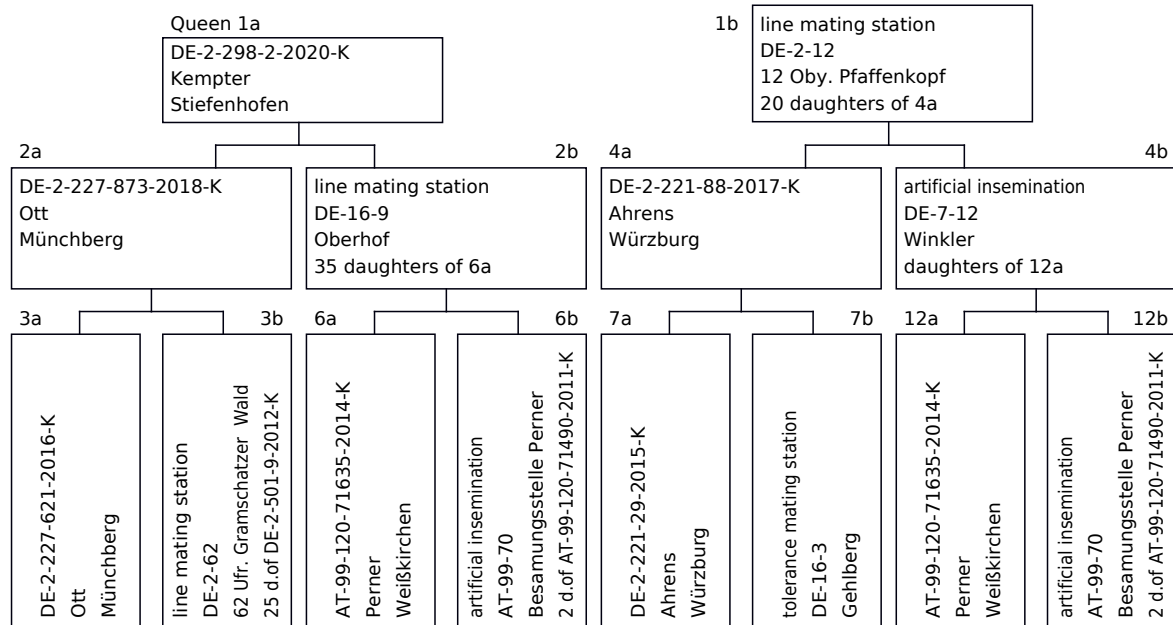 Queen 1a
DE-2-298-2-2020-K
Kempter
Stiefenhofen
1b
line mating station
DE-2-12
12 Oby. Pfaffenkopf
20 daughters of 4a
2a
DE-2-227-873-2018-K
Ott
Münchberg
2b
line mating station
DE-16-9
Oberhof
35 daughters of 6a
4a
DE-2-221-88-2017-K
Ahrens
Würzburg
4b
artificial insemination
DE-7-12
Winkler
daughters of 12a
3a
DE-2-227-621-2016-K
Ott
Münchberg
3b
line mating station
DE-2-62
62 Ufr. Gramschatzer Wald
25 d.of DE-2-501-9-2012-K
6a
AT-99-120-71635-2014-K
Perner
Weißkirchen
6b
artificial insemination
AT-99-70
Besamungsstelle Perner
2 d.of AT-99-120-71490-2011-K
7a
DE-2-221-29-2015-K
Ahrens
Würzburg
7b
tolerance mating station
DE-16-3
Gehlberg
12a
AT-99-120-71635-2014-K
Perner
Weißkirchen
12b
artificial insemination
AT-99-70
Besamungsstelle Perner
2 d.of AT-99-120-71490-2011-K